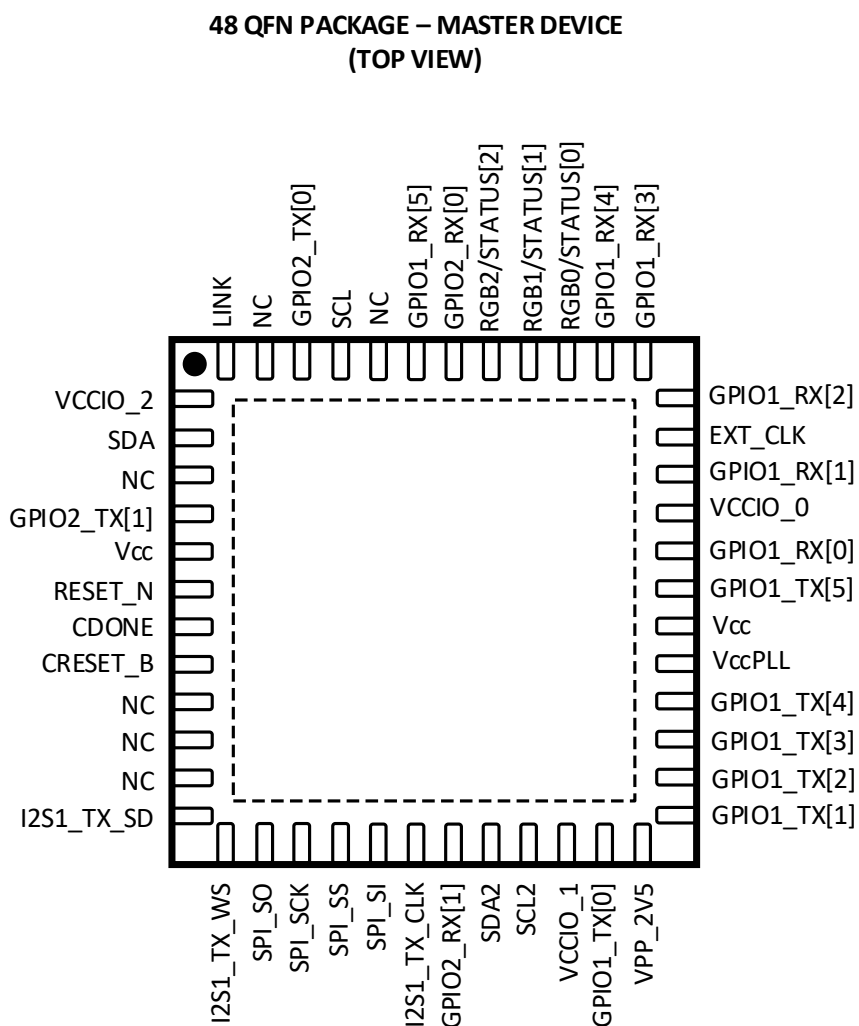 48 QFN PACKAGE – MASTER DEVICE
(TOP VIEW)
LINK
NC
GPIO2_TX[0]
SCL
NC
GPIO1_RX[5]
GPIO2_RX[0]
RGB2/STATUS[2]
RGB1/STATUS[1]
RGB0/STATUS[0]
GPIO1_RX[4]
GPIO1_RX[3]
VCCIO_2
SDA
NC
GPIO2_TX[1]
Vcc
RESET_N
CDONE
CRESET_B
NC
NC
NC
I2S1_TX_SD
GPIO1_RX[2]
EXT_CLK
GPIO1_RX[1]
VCCIO_0
GPIO1_RX[0]
GPIO1_TX[5]
Vcc
VccPLL
GPIO1_TX[4]
GPIO1_TX[3]
GPIO1_TX[2]
GPIO1_TX[1]
I2S1_TX_WS
SPI_SO
SPI_SCK
SPI_SS
SPI_SI
I2S1_TX_CLK
GPIO2_RX[1]
SDA2
SCL2
VCCIO_1
GPIO1_TX[0]
VPP_2V5